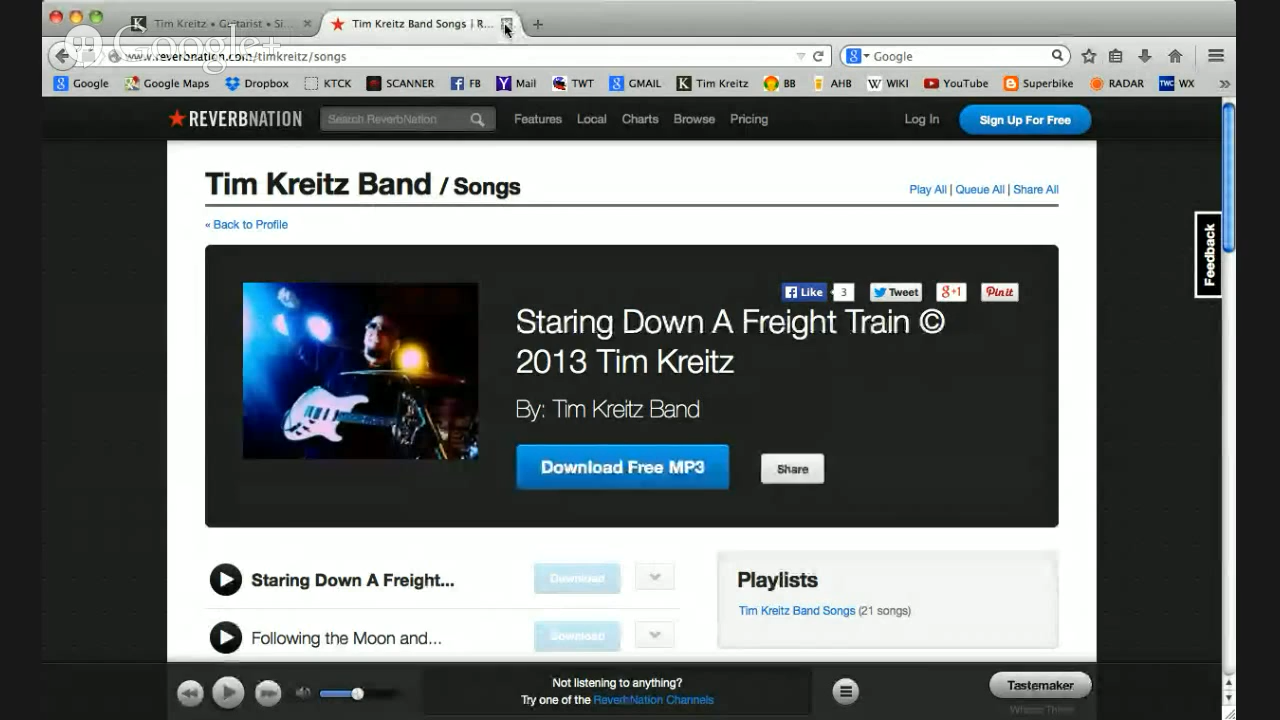 Tim Kreitz • Guitarist • Si...
Tim Kreitz Band Songs | R...
Google+
www.reverbnation.com/timkreitz/songs
Google
Google
Google Maps
Dropbox
KTCK
SCANNER
FB
Mail
TWT
GMAIL
Tim Kreitz
BB
AHB
WIKI
YouTube
Superbike
RADAR
WX
REVERBNATION
Search ReverbNation
Features
Local
Charts
Browse
Pricing
Log In
Sign Up For Free
Tim Kreitz Band / Songs
Play All | Queue All | Share All
« Back to Profile
Feedback
Like 3
Tweet
g+1
Pin it
Staring Down A Freight Train ©
2013 Tim Kreitz
By: Tim Kreitz Band
Download Free MP3
Share
Staring Down A Freight...
Download
Playlists
Tim Kreitz Band Songs (21 songs)
Following the Moon and...
Download
Not listening to anything?
Try one of the ReverbNation Channels
Tastemaker